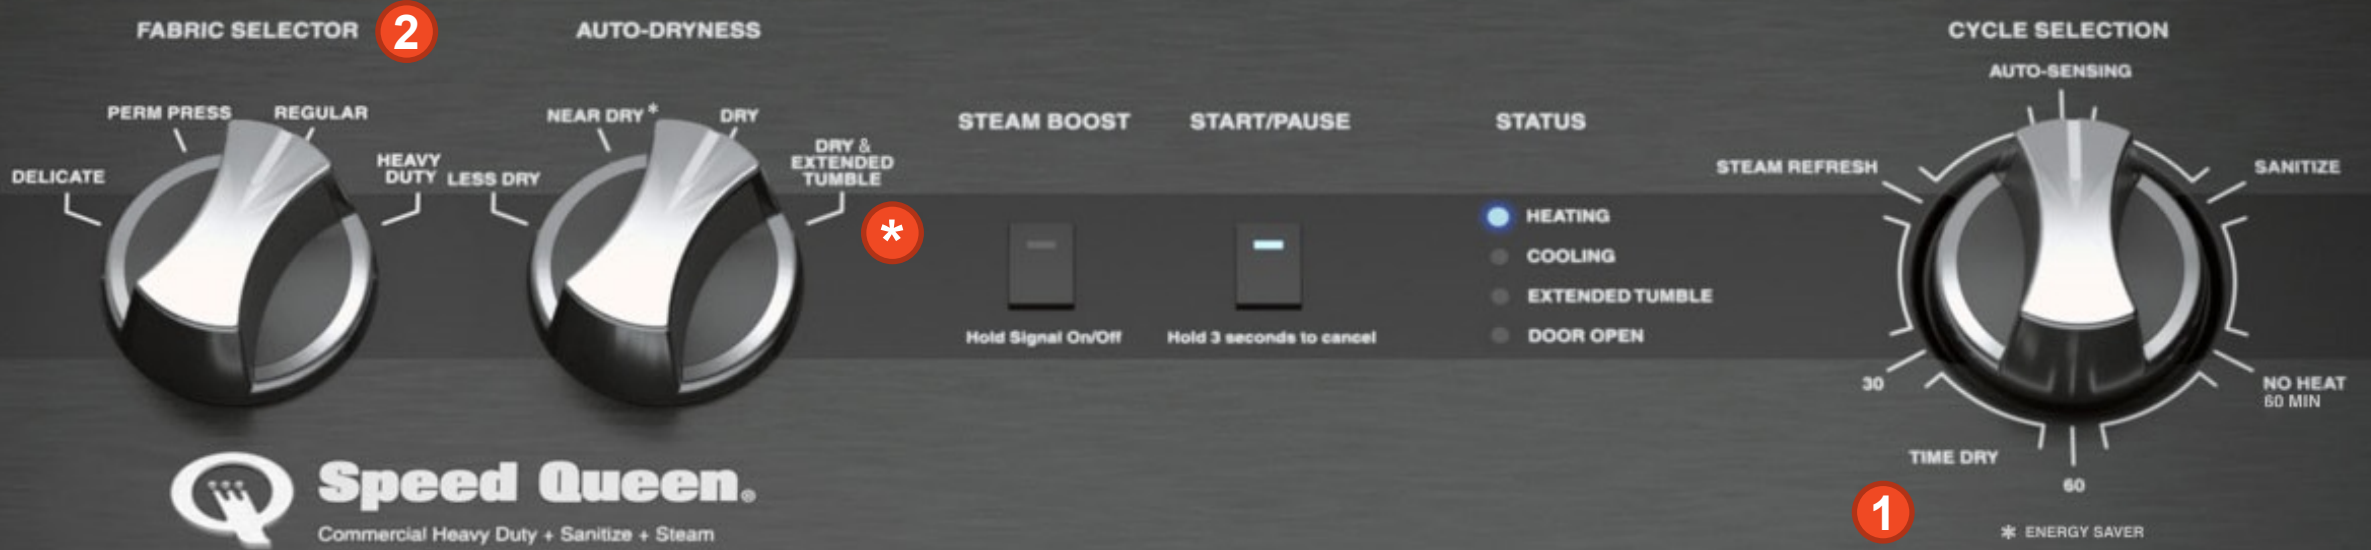 FABRIC SELECTOR
2
AUTO-DRYNESS
CYCLE SELECTION
AUTO-SENSING
PERM PRESS
REGULAR
DELICATE
HEAVY
DUTY
NEAR DRY *
DRY
LESS DRY
DRY &
EXTENDED
TUMBLE
*
STEAM BOOST
START/PAUSE
STATUS
Hold Signal On/Off
Hold 3 seconds to cancel
HEATING
COOLING
EXTENDED TUMBLE
DOOR OPEN
STEAM REFRESH
SANITIZE
30
NO HEAT
60 MIN
TIME DRY
60
1
* ENERGY SAVER
Speed Queen®
Commercial Heavy Duty + Sanitize + Steam